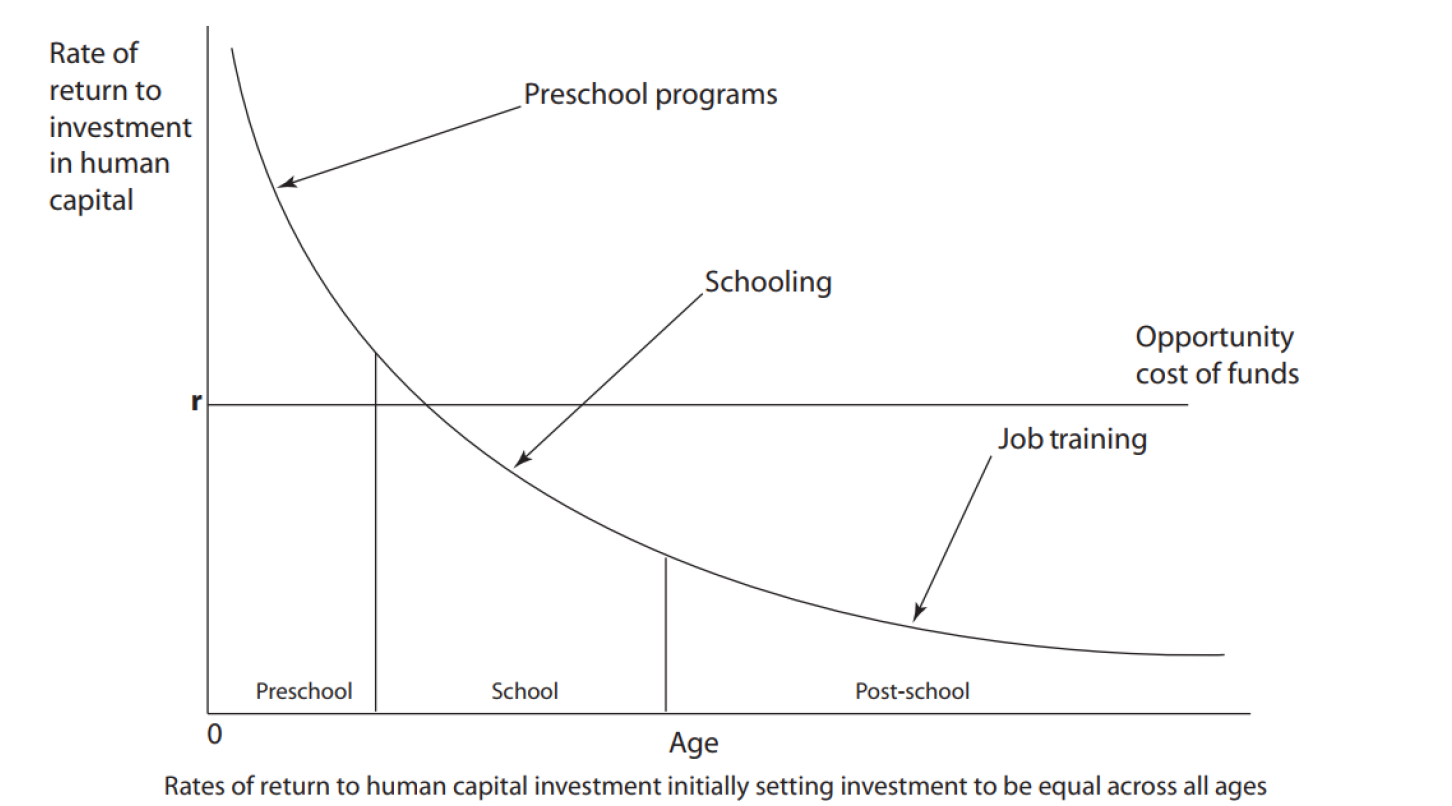 Rate of
return to
investment
in human
capital
Preschool programs
Schooling
Opportunity
cost of funds
r
Job training
Preschool
School
Post-school
0
Age
Rates of return to human capital investment initially setting investment to be equal across all ages